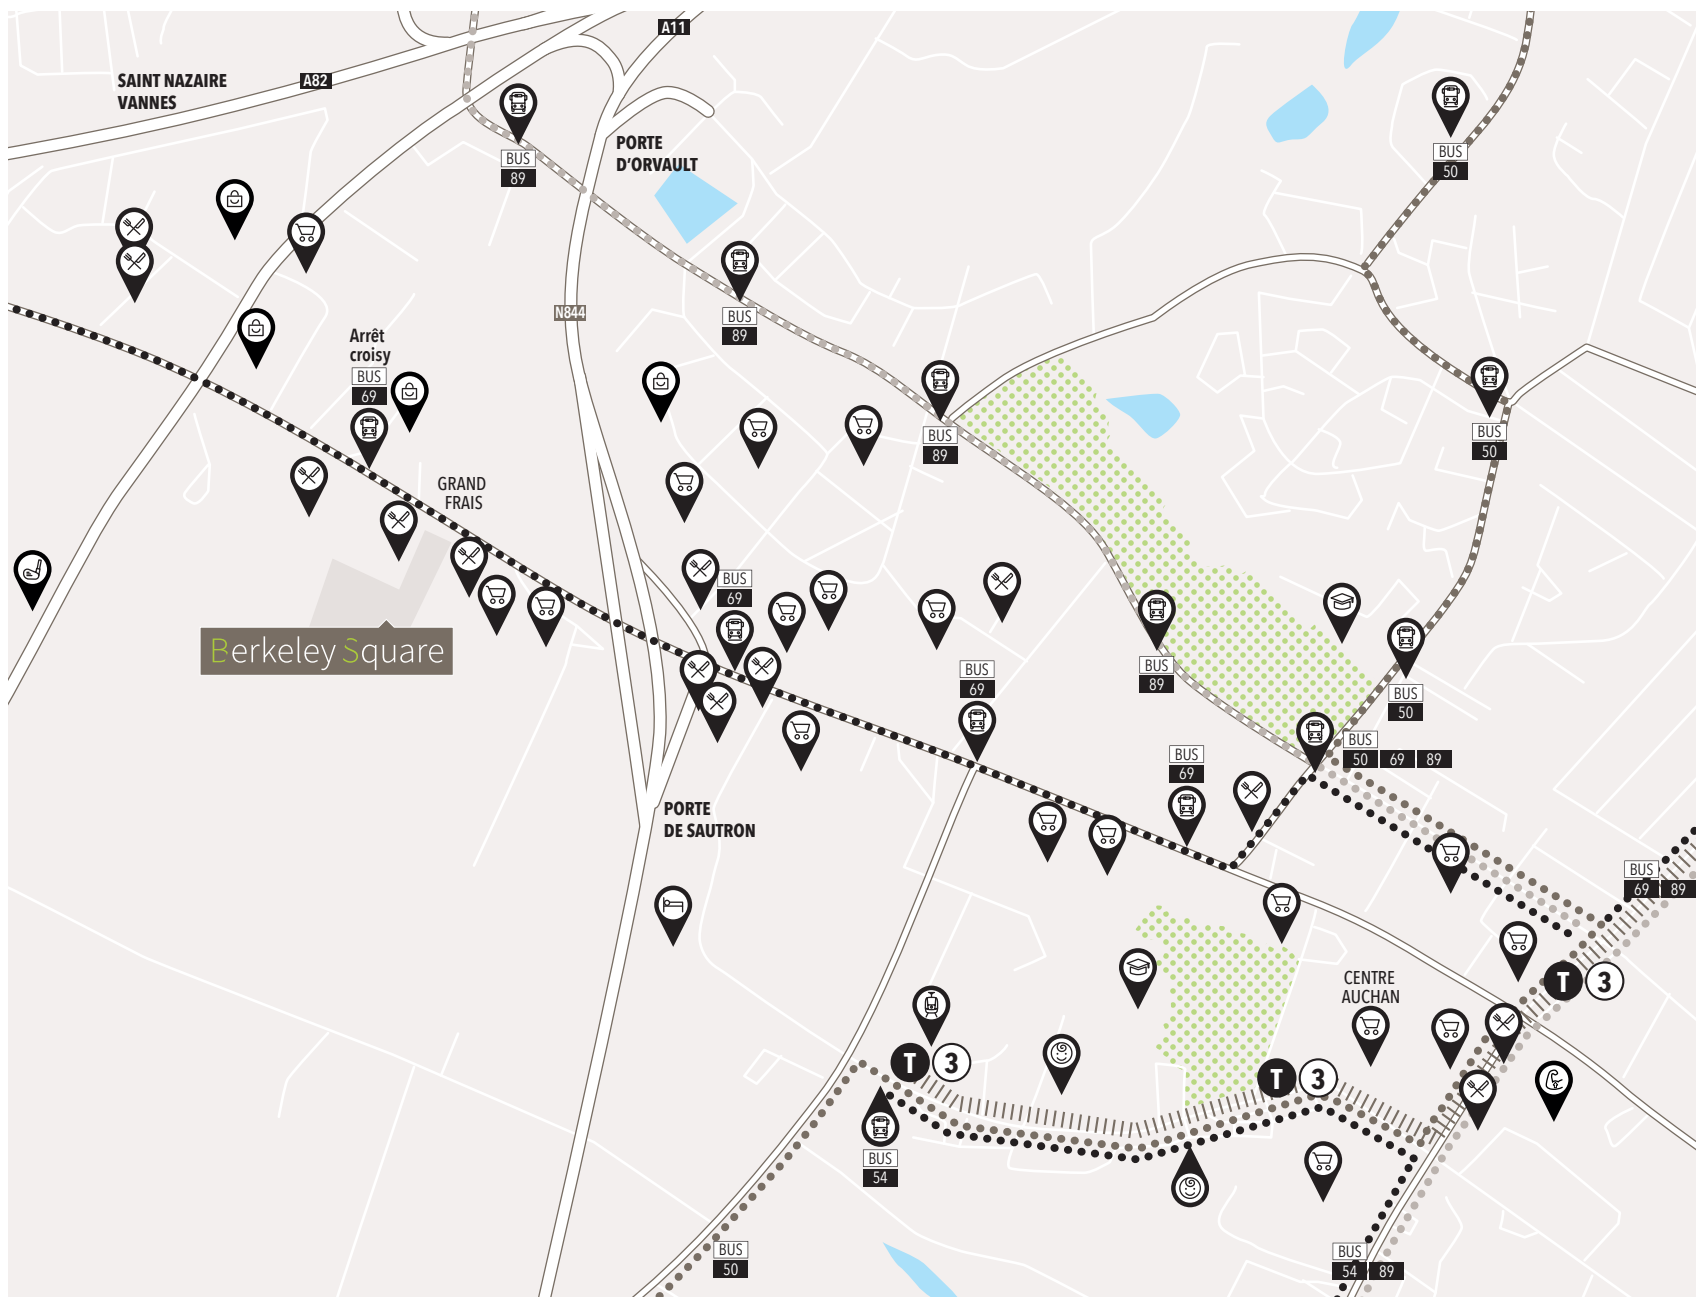 A11
SAINT NAZAIRE
VANNES
A82
PORTE
D'ORVAULT
BUS
89
BUS
50
N844
BUS
89
Arrêt
croisy
BUS
69
BUS
89
BUS
50
GRAND
FRAIS
BUS
69
Berkeley Square
BUS
69
BUS
89
BUS
50
BUS
50 69 89
BUS
69
PORTE
DE SAUTRON
BUS
69 89
CENTRE
AUCHAN
T 3
T 3
T 3
BUS
54
BUS
50
BUS
54 89